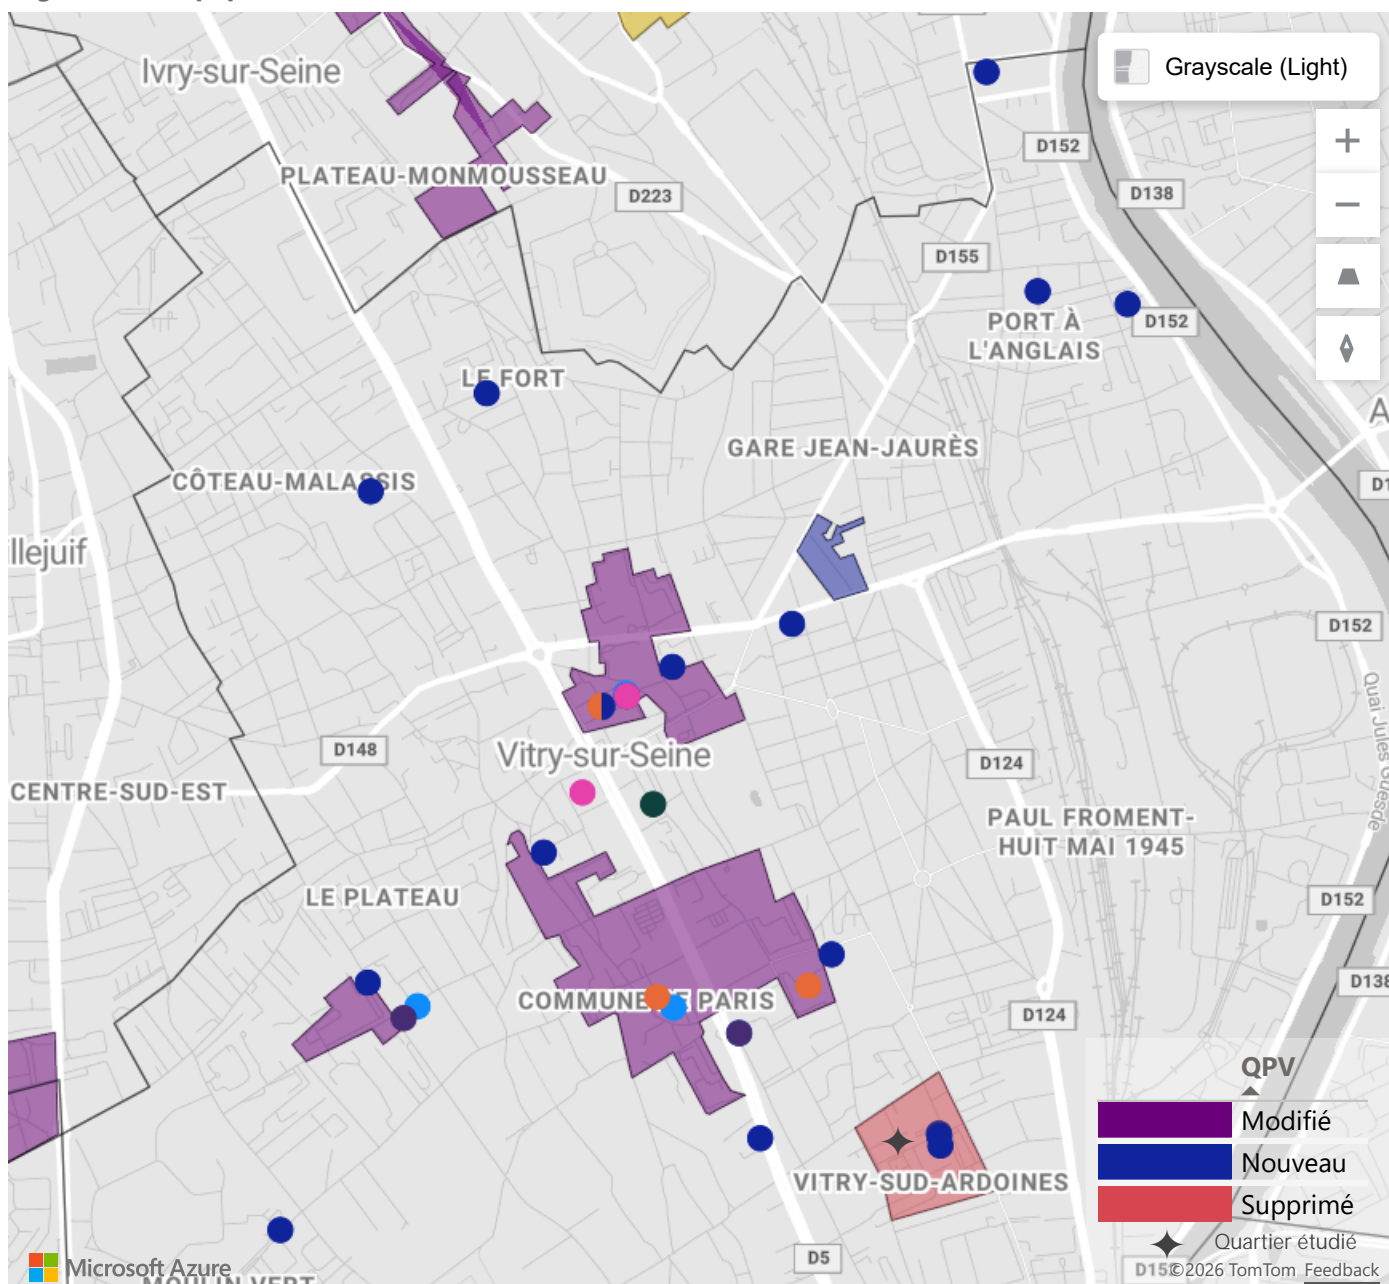 Ivry-sur-Seine
Grayscale (Light)
D152
PLATEAU-MONMOUSSEAU
D223
D138
D155
PORT À
L'ANGLAIS
D152
LE FORT
GARE JEAN-JAURÈS
CÔTEAU-MALASSIS
llejuif
D152
Quai Jules Guesde
Vitry-sur-Seine
D148
D124
CENTRE-SUD-EST
PAUL FROMENT-
HUIT MAI 1945
LE PLATEAU
D152
D138
COMMUNE DE PARIS
D124
QPV
Modifié
Nouveau
Supprimé
VITRY-SUD-ARDOINES
Quartier étudié
D5
Microsoft Azure
D152
©2026 TomTom Feedback
MOULIN VERT